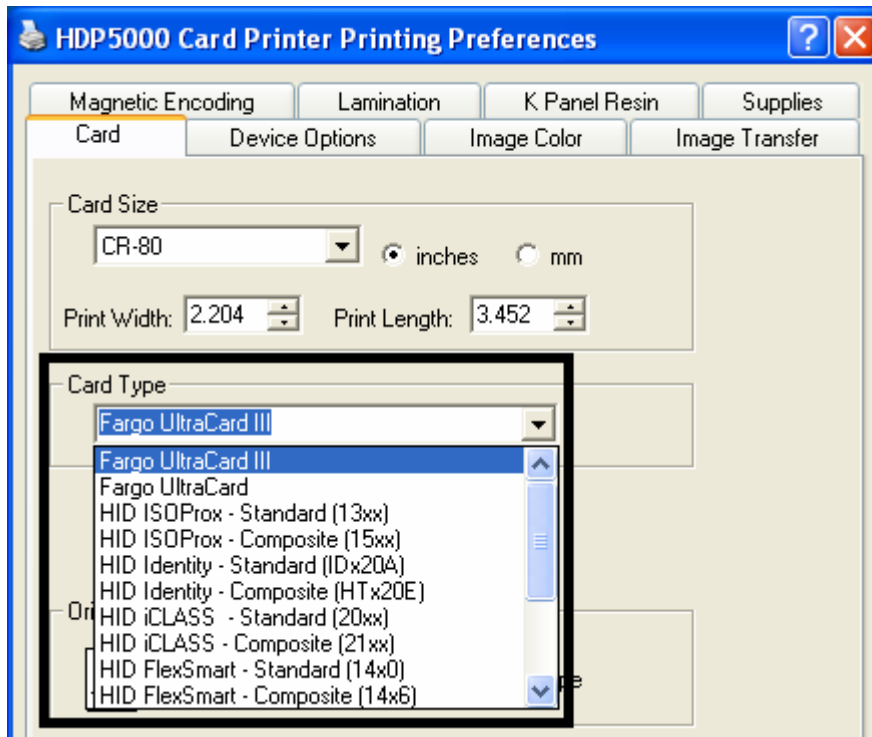 HDP5000 Card Printer Printing Preferences
Magnetic Encoding Lamination K Panel Resin Supplies
Card Device Options Image Color Image Transfer
Card Size
CR-80 inches mm
Print Width: 2.204 Print Length: 3.452
Card Type
Fargo UltraCard III
Fargo UltraCard III
Fargo UltraCard
HID ISOProx - Standard (13xx)
HID ISOProx - Composite (15xx)
HID Identity - Standard (IDx20A)
HID Identity - Composite (HTx20E)
HID iCLASS - Standard (20xx)
HID iCLASS - Composite (21xx)
HID FlexSmart - Standard (14x0)
HID FlexSmart - Composite (14x6)